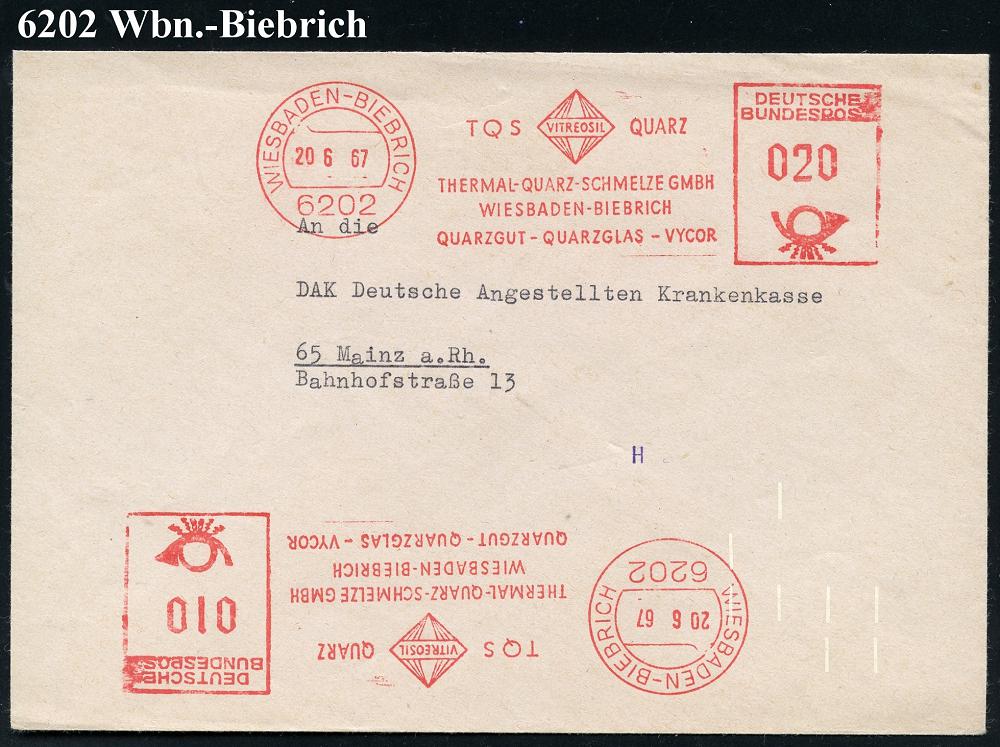 6202 Wbn.-Biebrich
WIESBADEN-BIEBRICH
20 6 67
6202
TQS VITREOSIL QUARZ
THERMAL-QUARZ-SCHMELZE GMBH
WIESBADEN-BIEBRICH
QUARZGUT - QUARZGLAS - VYCOR
DEUTSCHE
BUNDESPOS
020
An die
DAK Deutsche Angestellten Krankenkasse
65 Mainz a.Rh.
Bahnhofstraße 13
H
WIESBADEN-BIEBRICH
20 6 67
6202
TQS VITREOSIL QUARZ
THERMAL-QUARZ-SCHMELZE GMBH
WIESBADEN-BIEBRICH
QUARZGUT - QUARZGLAS - VYCOR
DEUTSCHE
BUNDESPOS
010